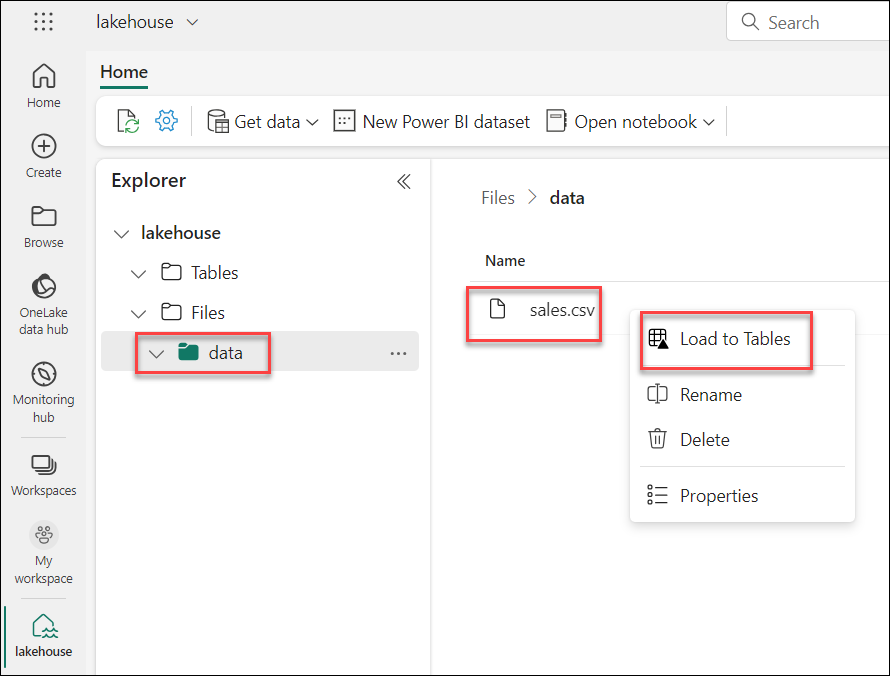 lakehouse
Search
Home
Get data
New Power BI dataset
Open notebook
Home
Create
Browse
OneLake
data hub
Monitoring
hub
Workspaces
My
workspace
lakehouse
Explorer
lakehouse
Tables
Files
data
Files > data
Name
sales.csv
Load to Tables
Rename
Delete
Properties